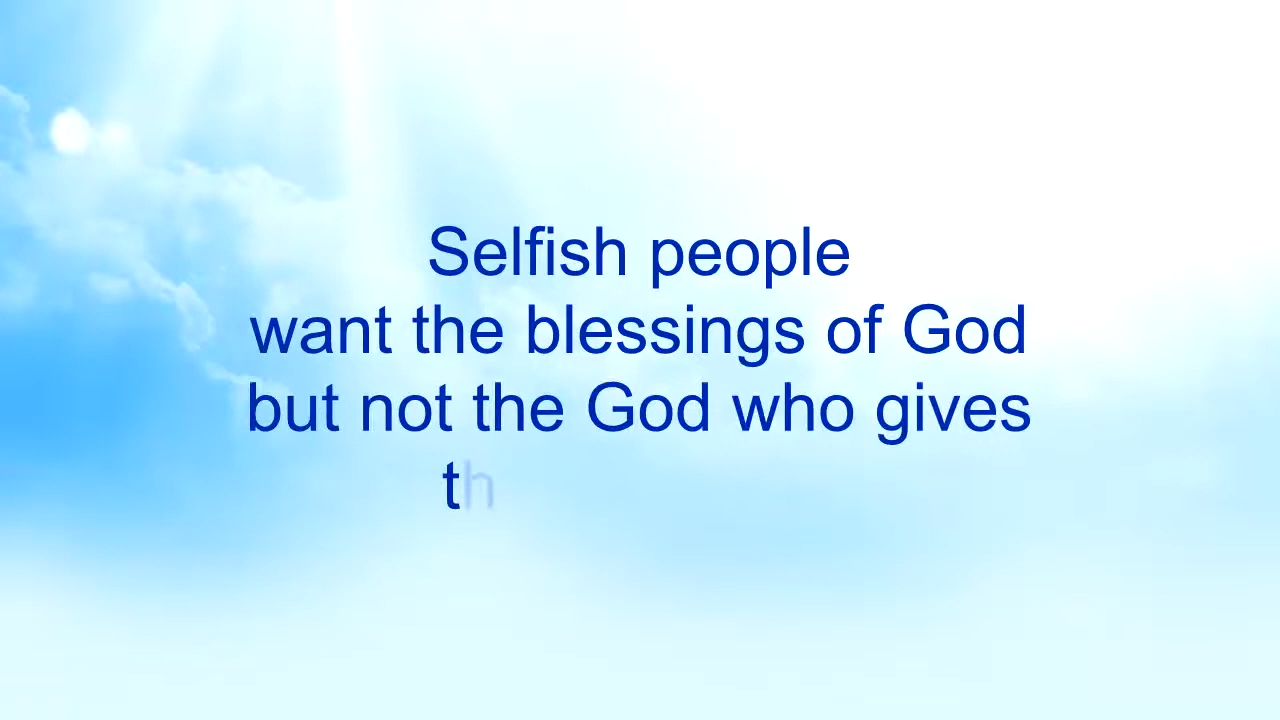 Selfish people
want the blessings of God
but not the God who gives
th